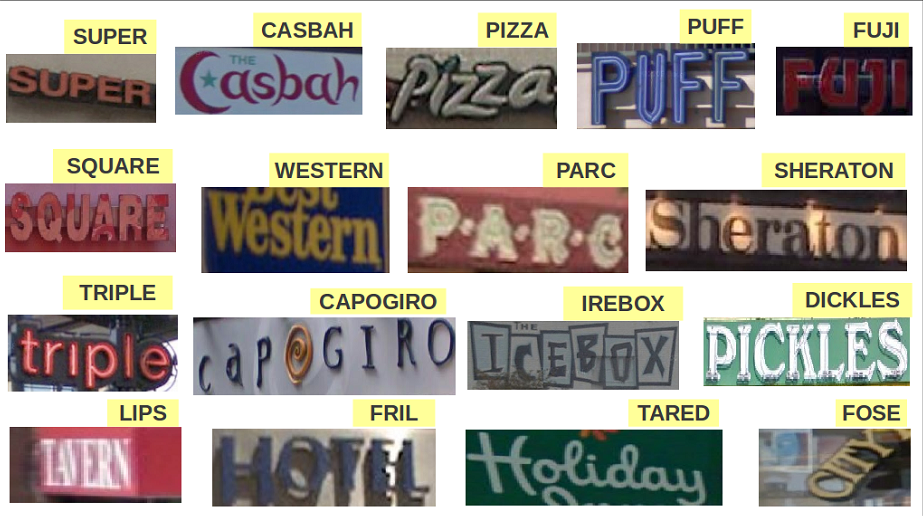 SUPER CASBAH PIZZA PUFF FUJI
SUPER THE Casbah Pizza PUFF FUJI
SQUARE WESTERN PARC SHERATON
SQUARE Best Western P·A·R·C Sheraton
TRIPLE CAPOGIRO IREBOX DICKLES
triple capOGIRO THE ICEBOX PICKLES
LIPS FRIL TARED FOSE
TAVERN HOTEL Holiday CITY